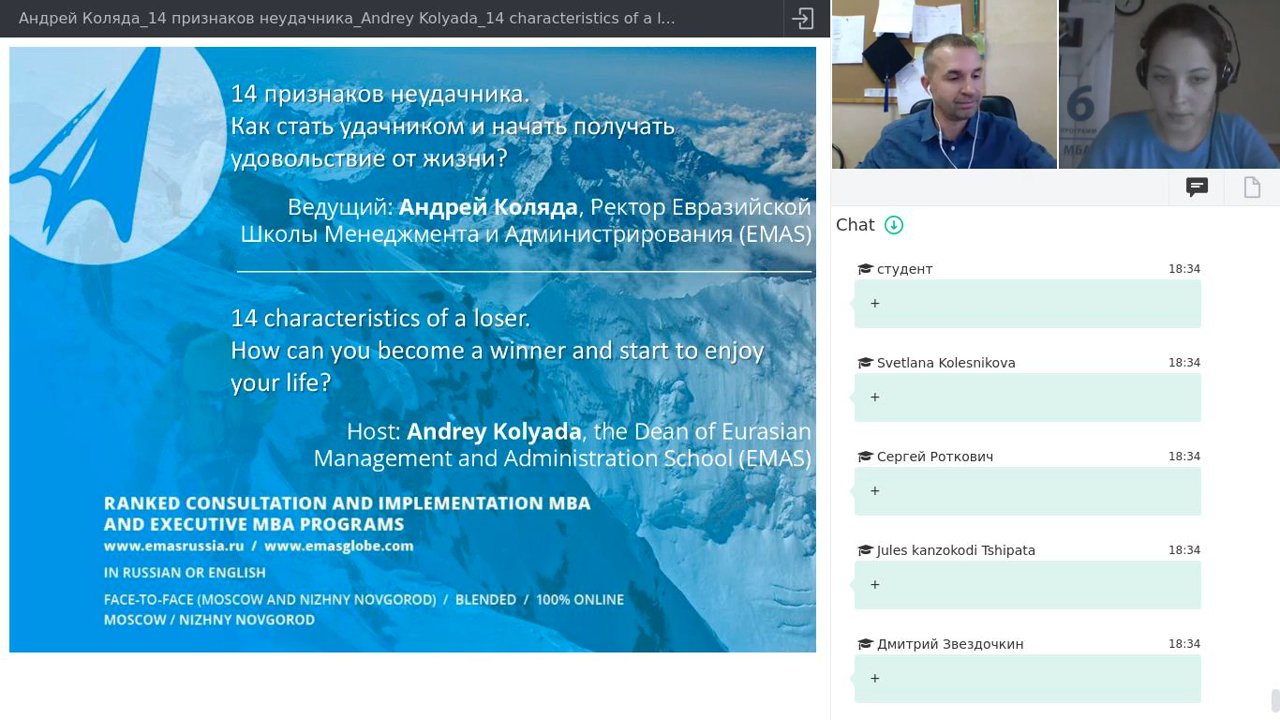 Андрей Коляда_14 признаков неудачника_Andrey Kolyada_14 characteristics of a l...
14 признаков неудачника.
Как стать удачником и начать получать
удовольствие от жизни?
Ведущий: Андрей Коляда, Ректор Евразийской
Школы Менеджмента и Администрирования (EMAS)
14 characteristics of a loser.
How can you become a winner and start to enjoy
your life?
Host: Andrey Kolyada, the Dean of Eurasian
Management and Administration School (EMAS)
RANKED CONSULTATION AND IMPLEMENTATION MBA
AND EXECUTIVE MBA PROGRAMS
www.emasrussia.ru / www.emasglobe.com
IN RUSSIAN OR ENGLISH
FACE-TO-FACE (MOSCOW AND NIZHNY NOVGOROD) / BLENDED / 100% ONLINE
MOSCOW / NIZHNY NOVGOROD
6
МБА
Chat
студент 18:34
+
Svetlana Kolesnikova 18:34
+
Сергей Роткович 18:34
+
Jules kanzokodi Tshipata 18:34
+
Дмитрий Звездочкин 18:34
+